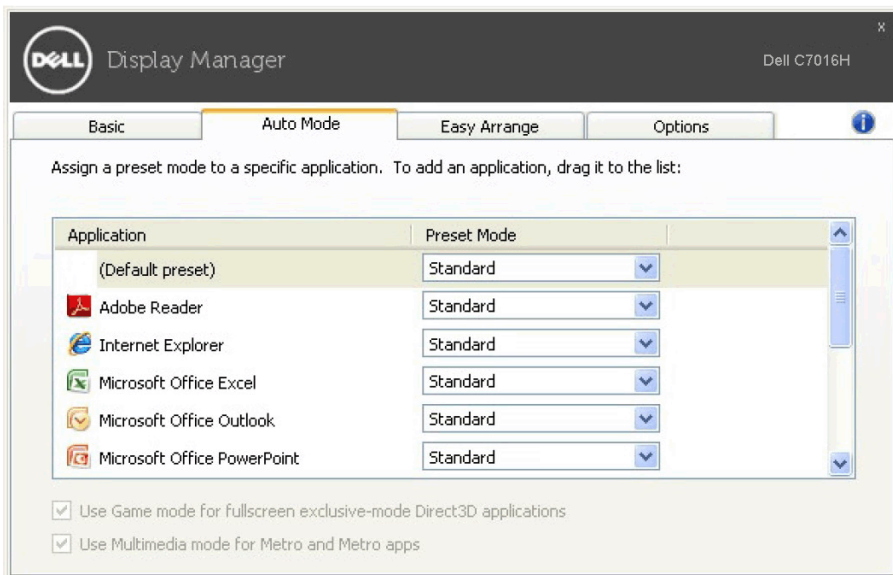 DELL Display Manager
x
Dell C7016H
Basic Auto Mode Easy Arrange Options i
Assign a preset mode to a specific application. To add an application, drag it to the list:
Application Preset Mode
(Default preset) Standard
Adobe Reader Standard
Internet Explorer Standard
Microsoft Office Excel Standard
Microsoft Office Outlook Standard
Microsoft Office PowerPoint Standard
Use Game mode for fullscreen exclusive-mode Direct3D applications
Use Multimedia mode for Metro and Metro apps